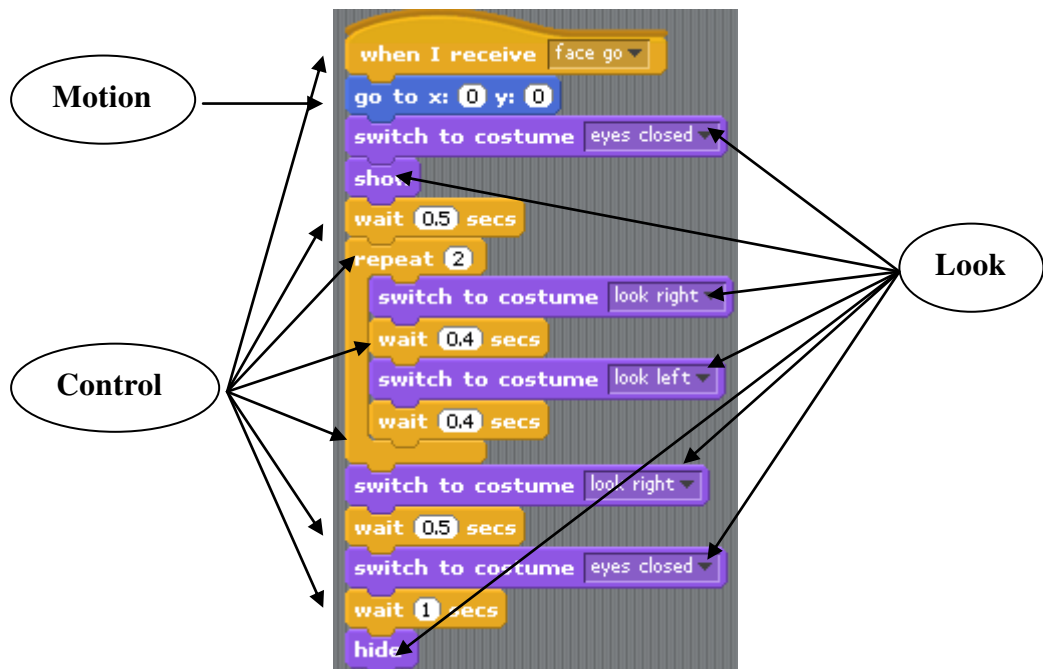 when I receive face go
Motion
go to x: 0 y: 0
switch to costume eyes closed
show
wait 0.5 secs
repeat 2
Look
switch to costume look right
wait 0.4 secs
switch to costume look left
Control
wait 0.4 secs
switch to costume look right
wait 0.5 secs
switch to costume eyes closed
wait 1 secs
hide